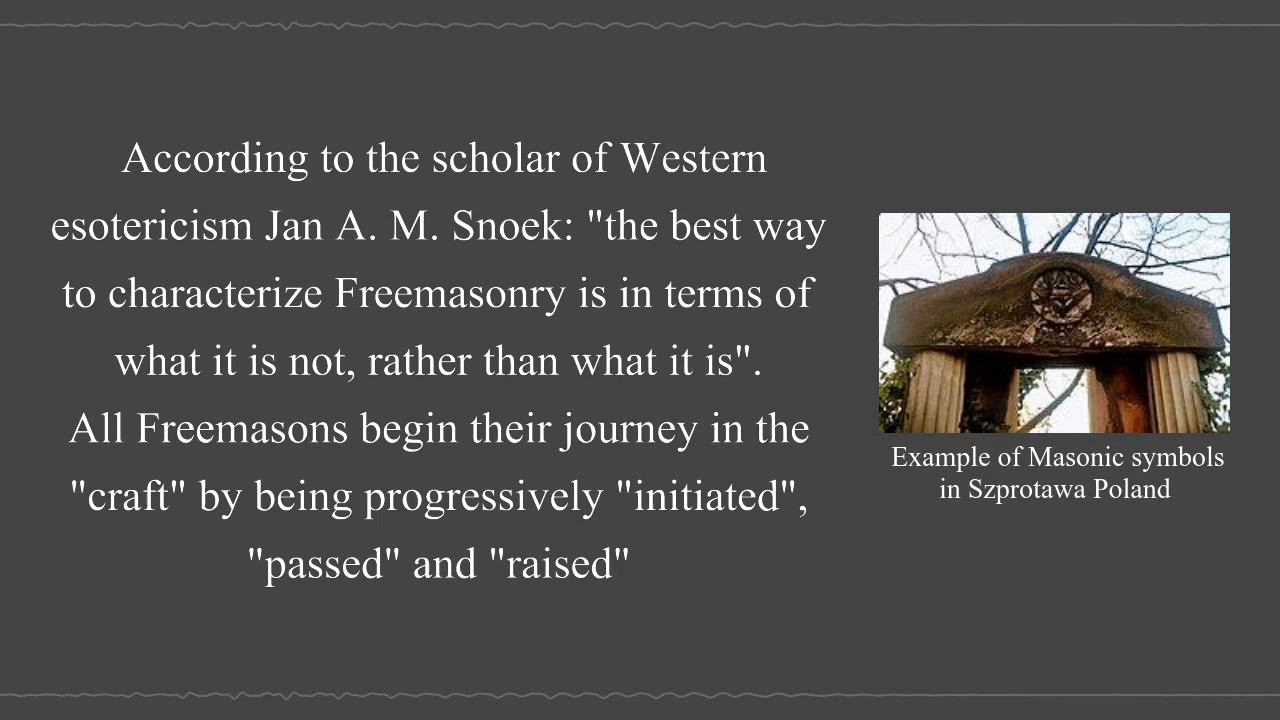 According to the scholar of Western
esotericism Jan A. M. Snoek: "the best way
to characterize Freemasonry is in terms of
what it is not, rather than what it is".
All Freemasons begin their journey in the
"craft" by being progressively "initiated",
"passed" and "raised"
Example of Masonic symbols
in Szprotawa Poland